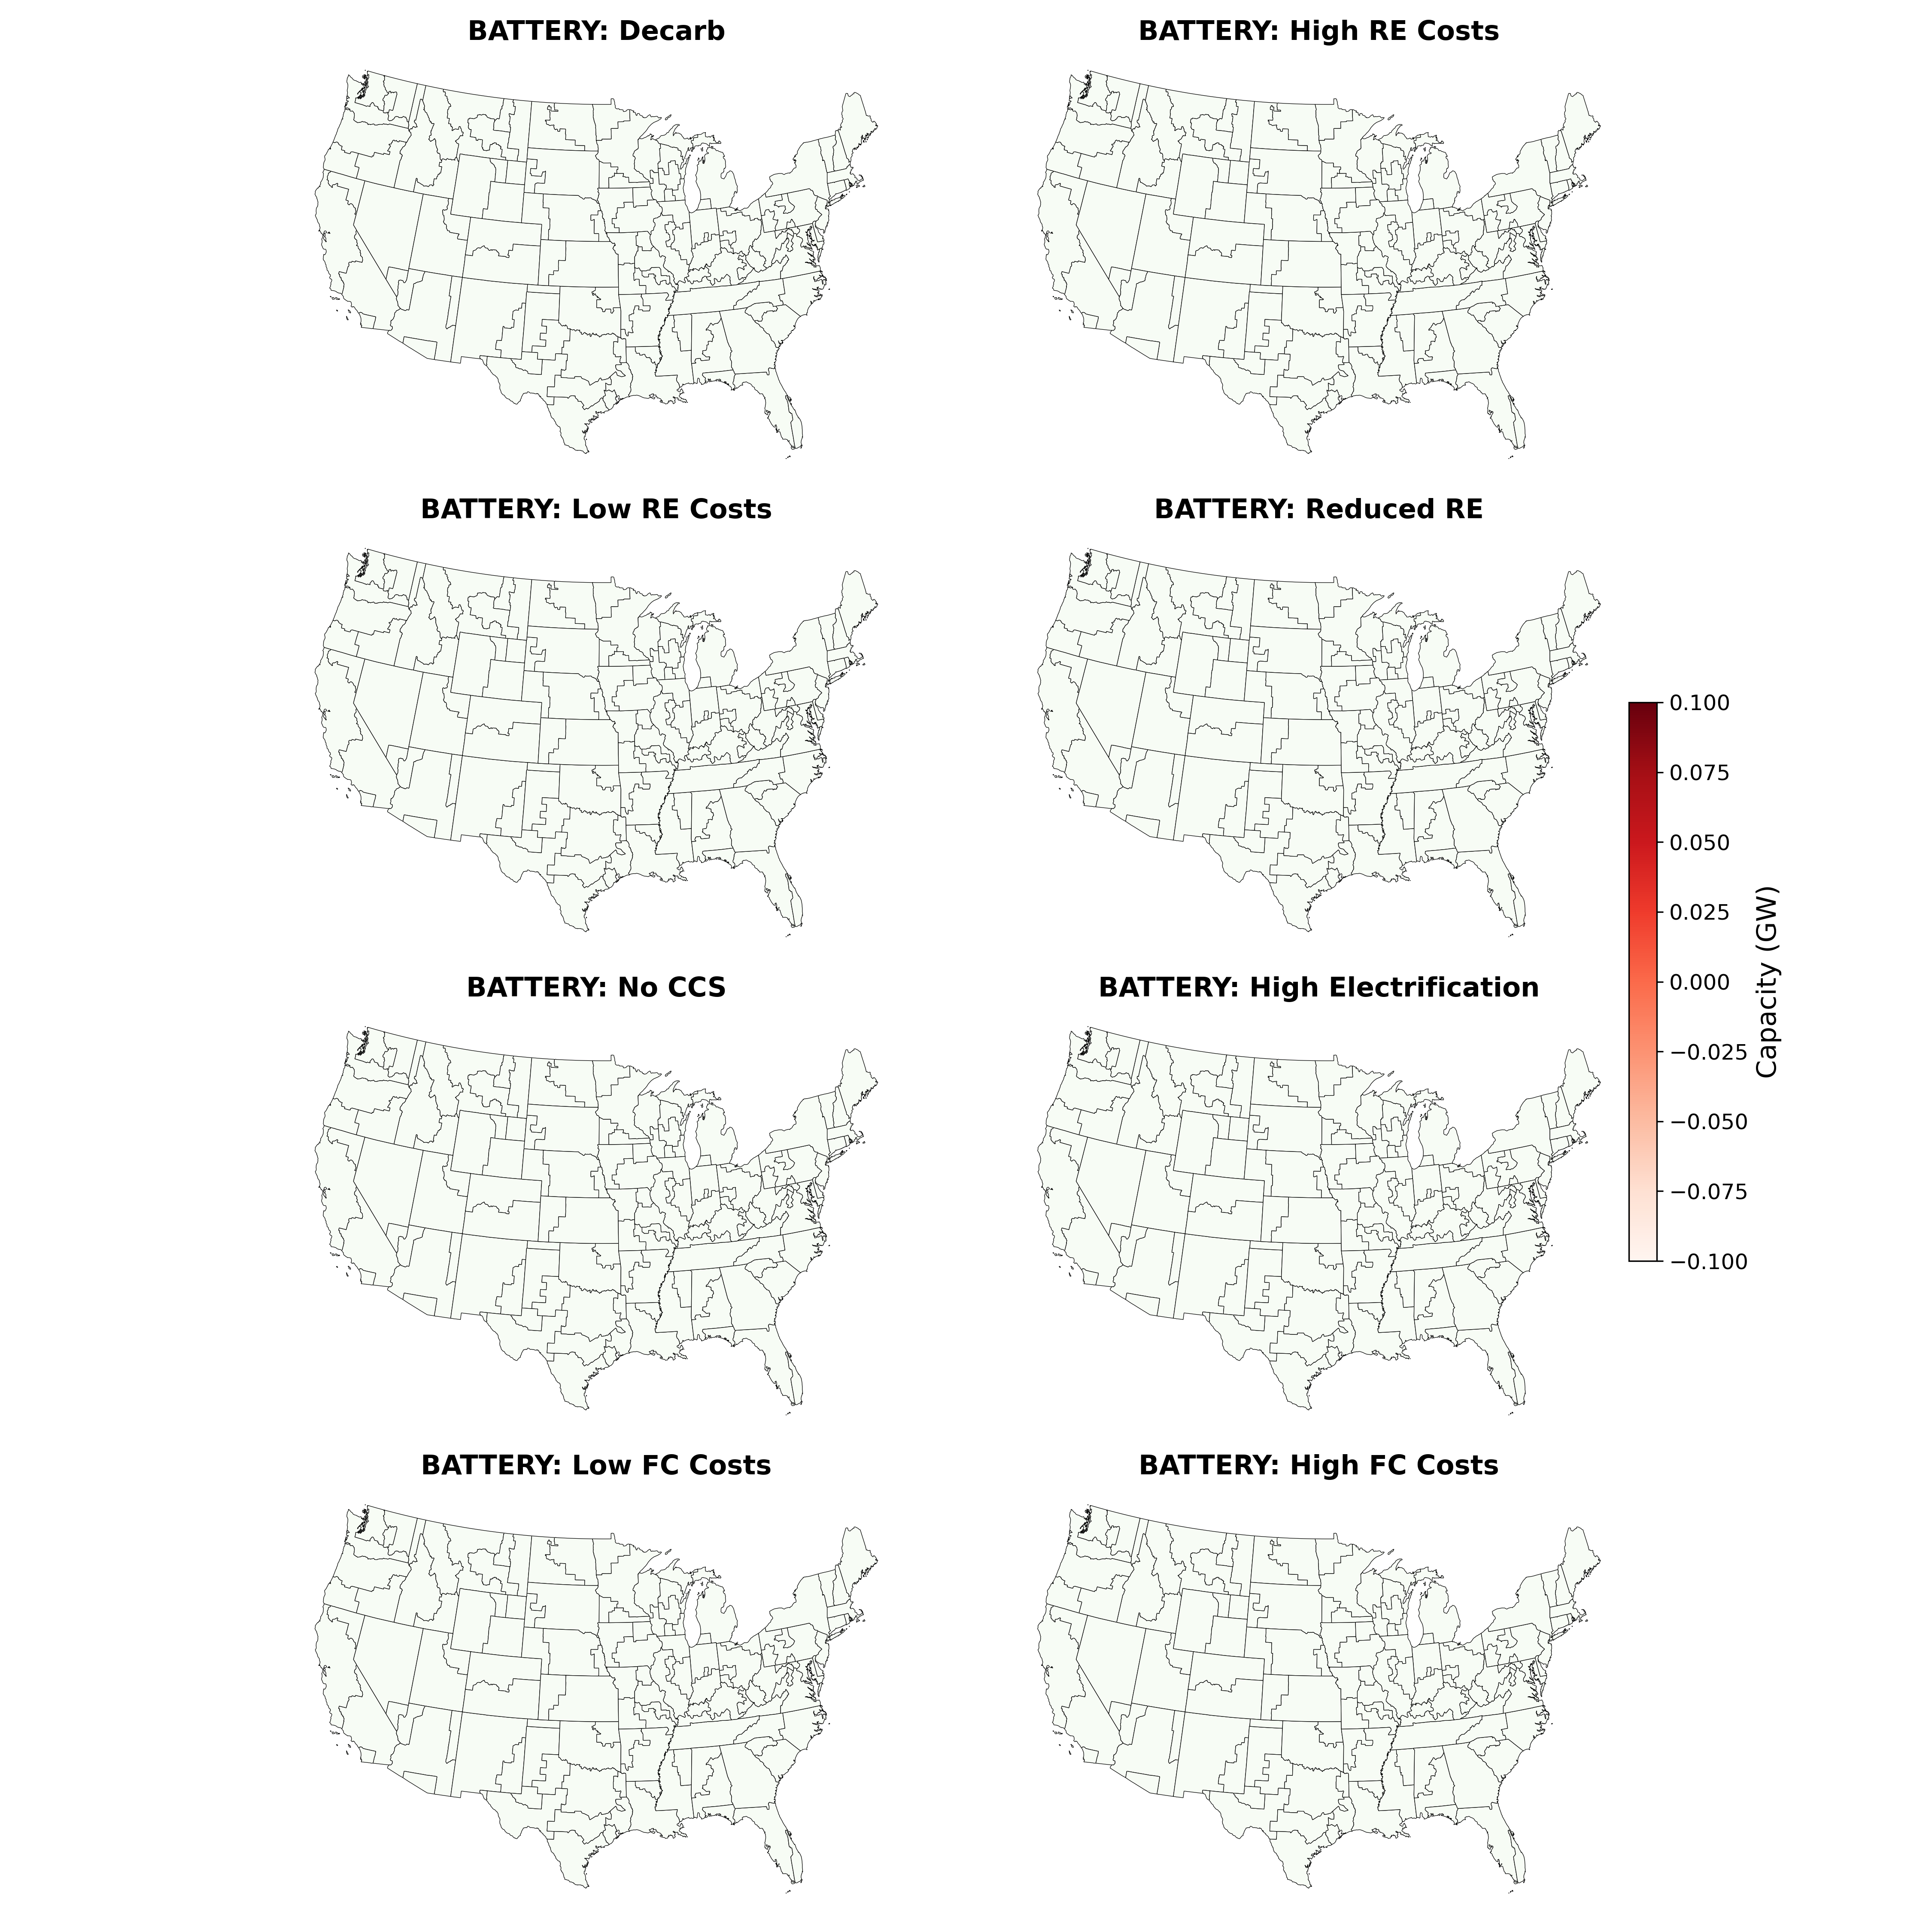 BATTERY: Decarb
BATTERY: High RE Costs
BATTERY: Low RE Costs
BATTERY: Reduced RE
0.100
0.075
0.050
0.025
0.000
−0.025
−0.050
−0.075
−0.100
Capacity (GW)
BATTERY: No CCS
BATTERY: High Electrification
BATTERY: Low FC Costs
BATTERY: High FC Costs